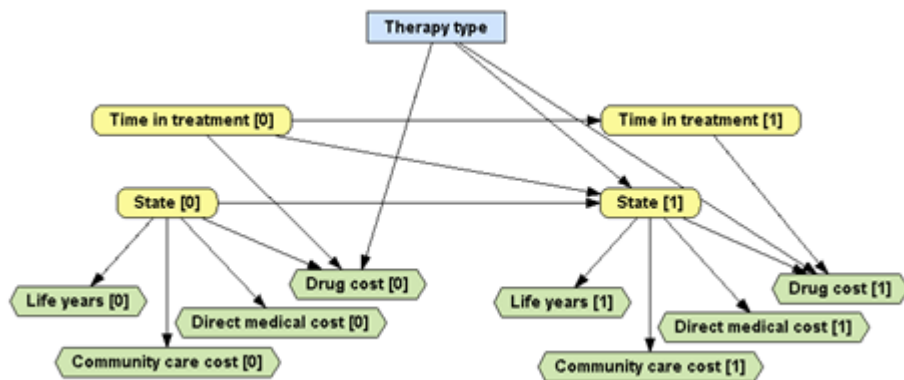 Therapy type
Time in treatment [0]
Time in treatment [1]
State [0]
State [1]
Drug cost [0]
Drug cost [1]
Life years [0]
Life years [1]
Direct medical cost [0]
Direct medical cost [1]
Community care cost [0]
Community care cost [1]